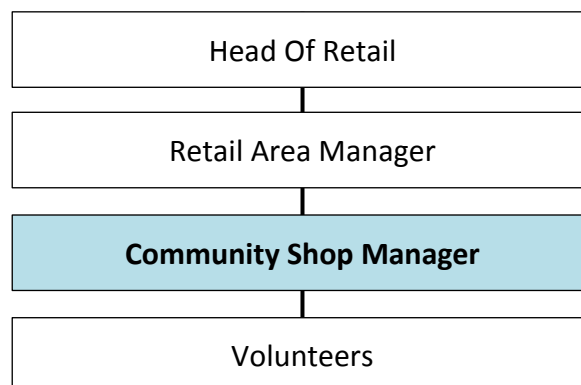 Head Of Retail
Retail Area Manager
Community Shop Manager
Volunteers